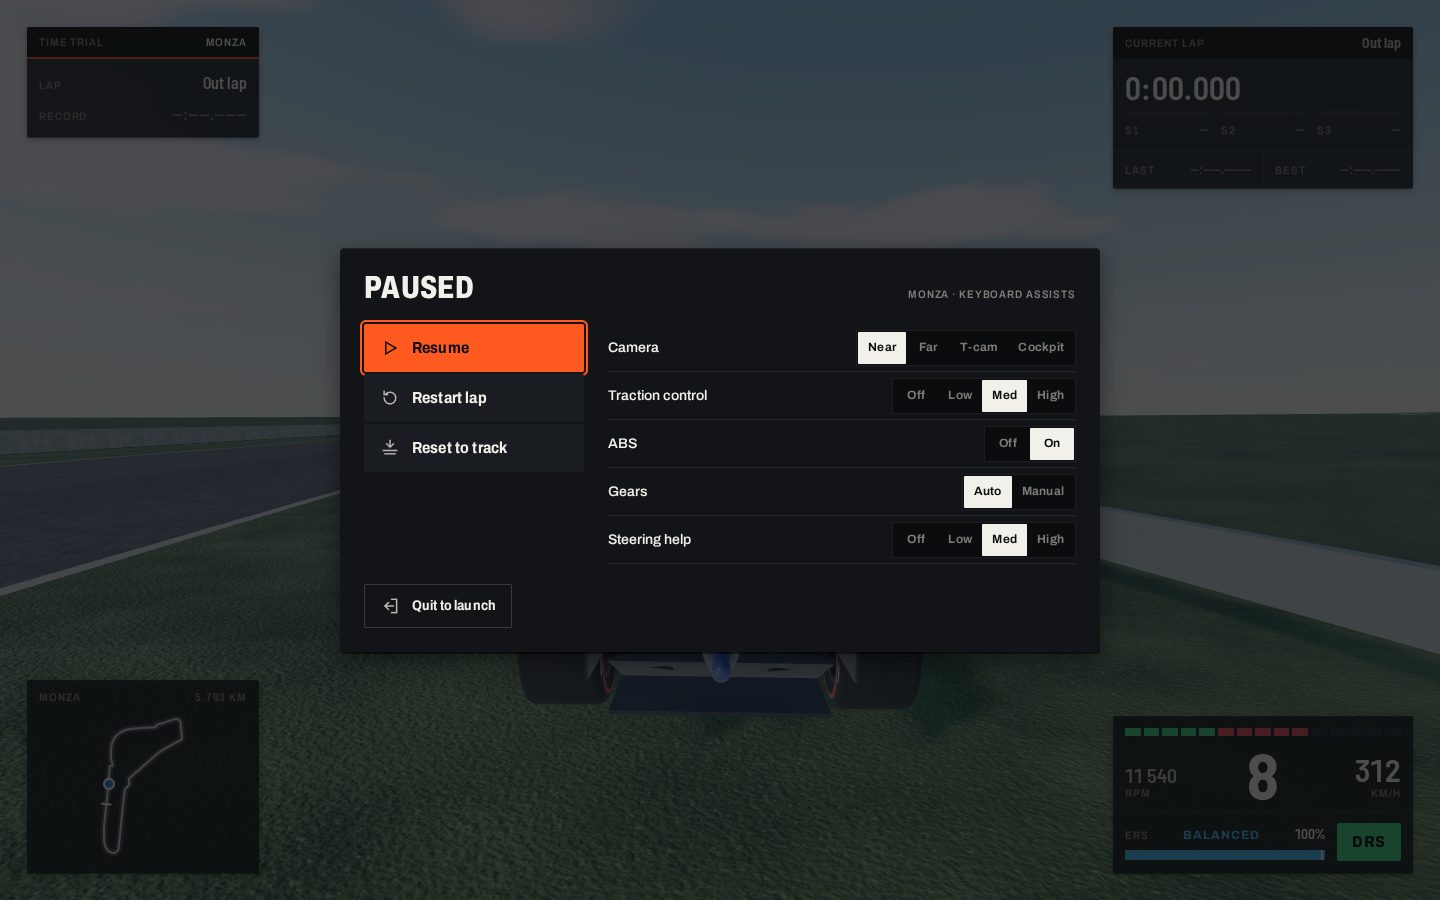 TIME TRIAL MONZA
LAP Out lap
RECORD –:––.–––
CURRENT LAP Out lap
0:00.000
S1 – S2 – S3 –
LAST –:––.––– BEST –:––.–––
PAUSED
MONZA · KEYBOARD ASSISTS
Resume
Restart lap
Reset to track
Quit to launch
Camera Near Far T-cam Cockpit
Traction control Off Low Med High
ABS Off On
Gears Auto Manual
Steering help Off Low Med High
MONZA 5.793 KM
11 540 RPM
8
312 KM/H
ERS BALANCED 100% DRS